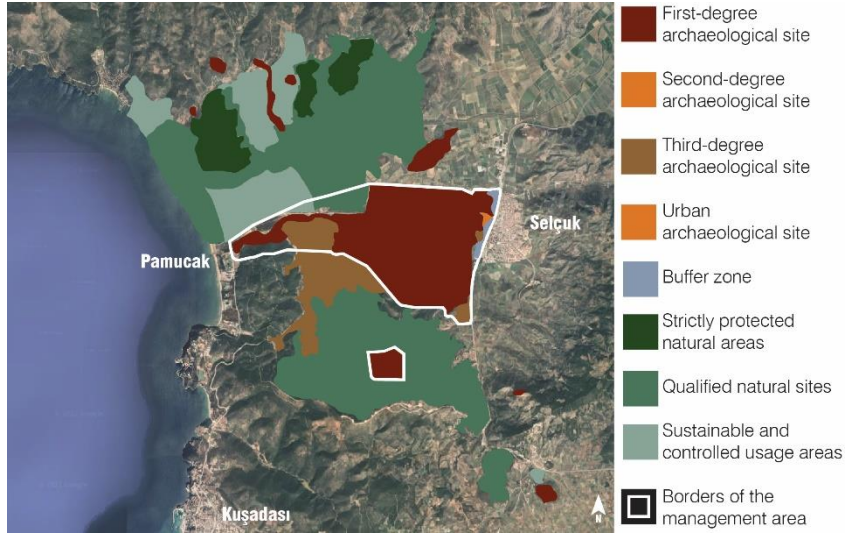 First-degree
archaeological site
Second-degree
archaeological site
Third-degree
archaeological site
Urban
archaeological site
Buffer zone
Strictly protected
natural areas
Qualified natural sites
Sustainable and
controlled usage areas
Borders of the
management area
Selçuk
Pamucak
Kuşadası
N